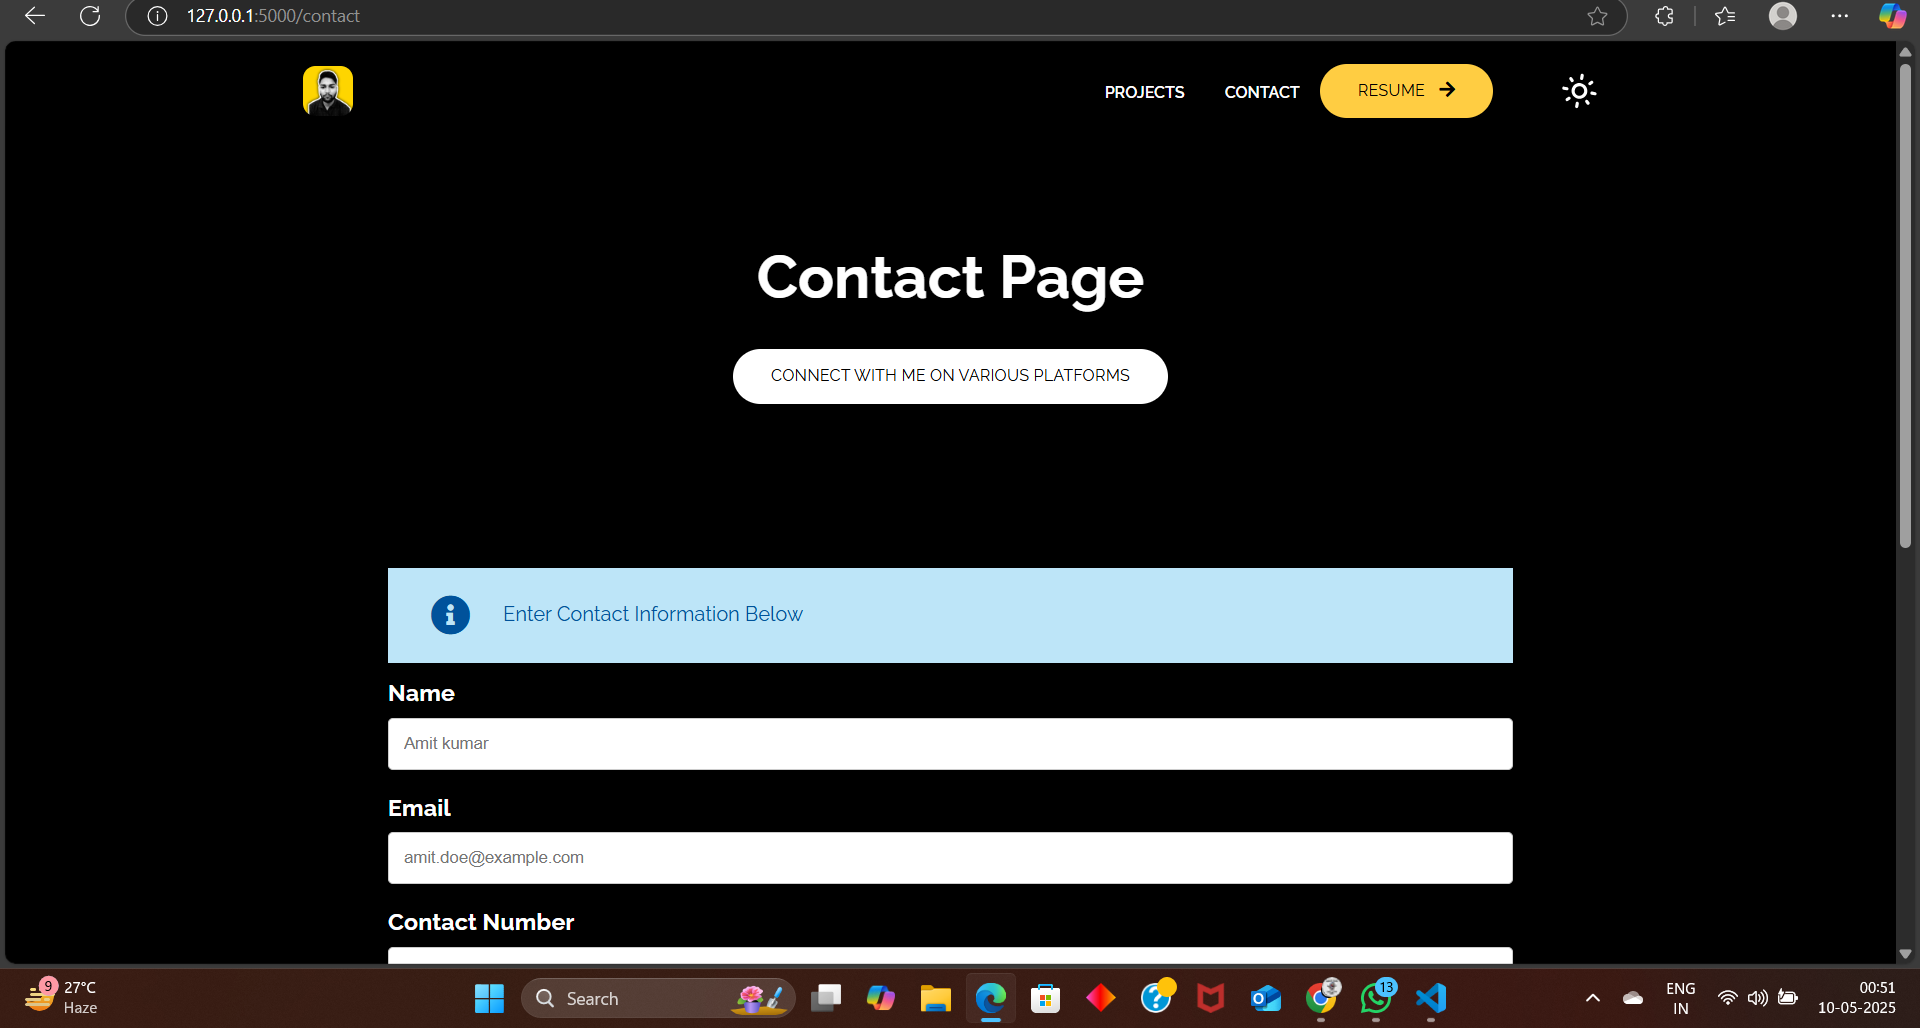 127.0.0.1:5000/contact
PROJECTS
CONTACT
RESUME
Contact Page
CONNECT WITH ME ON VARIOUS PLATFORMS
Enter Contact Information Below
Name
Amit kumar
Email
amit.doe@example.com
Contact Number
9
27°C
Haze
Search
13
ENG
IN
00:51
10-05-2025